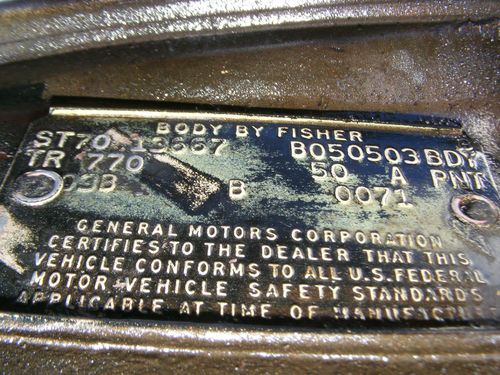 BODY BY FISHER
ST70 13667 B050503 BDY
TR 770 50 A PNT
03B B 0071
GENERAL MOTORS CORPORATION
CERTIFIES TO THE DEALER THAT THIS
VEHICLE CONFORMS TO ALL U.S. FEDERAL
MOTOR VEHICLE SAFETY STANDARDS
APPLICABLE AT TIME OF